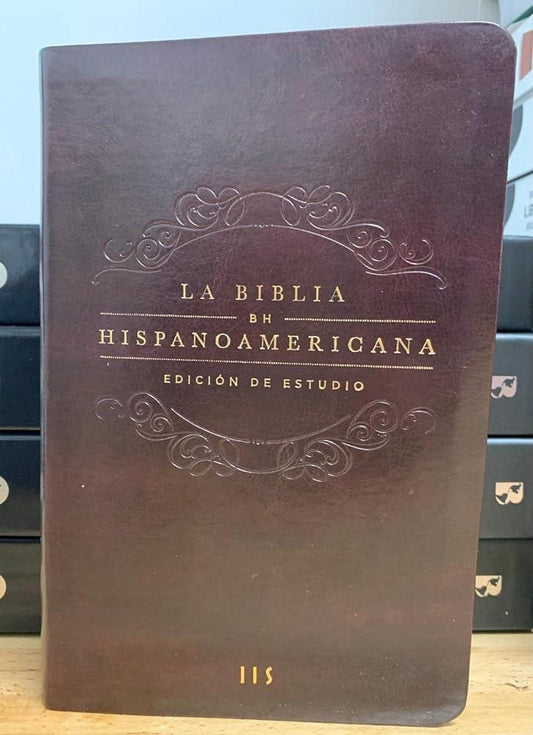 LA BIBLIA
BH
HISPANOAMERICANA
EDICIÓN DE ESTUDIO
IIS